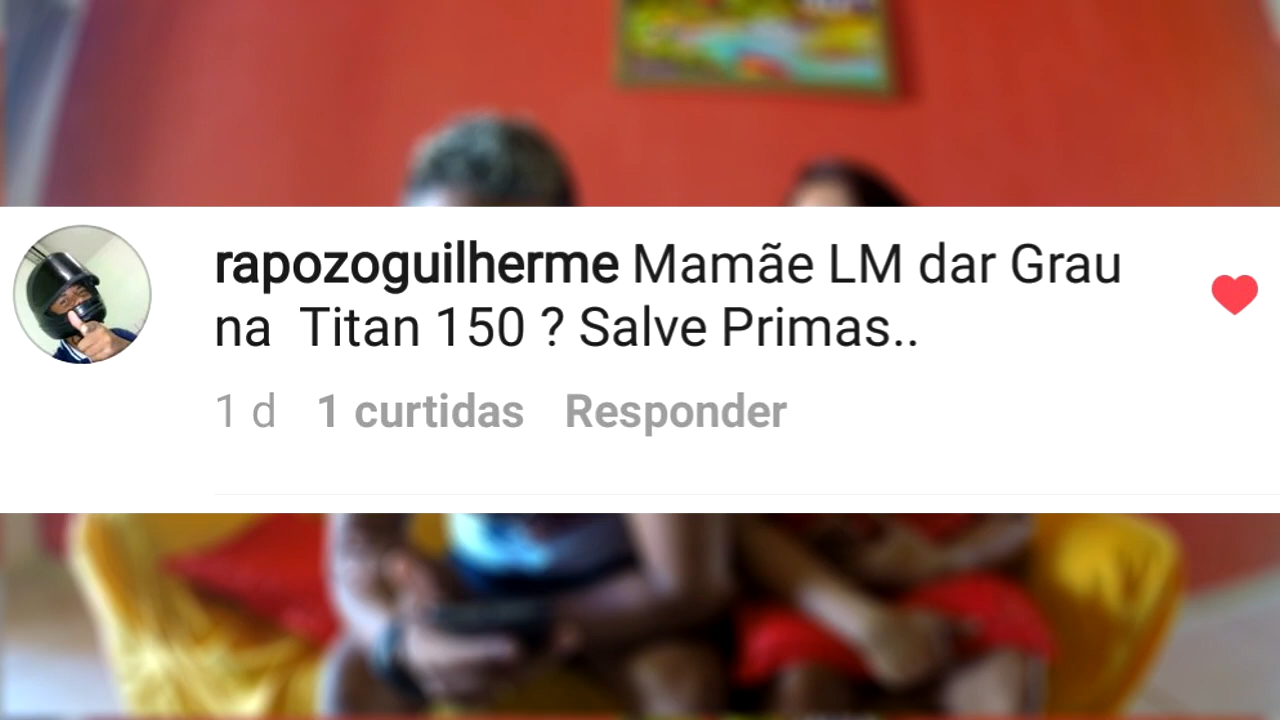 rapozoguilherme Mamãe LM dar Grau
na  Titan 150 ? Salve Primas..
1 d 1 curtidas Responder